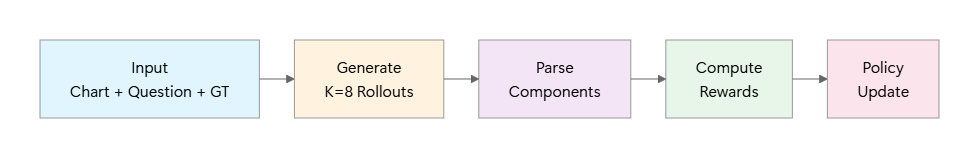 Input
Chart + Question + GT
Generate
K=8 Rollouts
Parse
Components
Compute
Rewards
Policy
Update